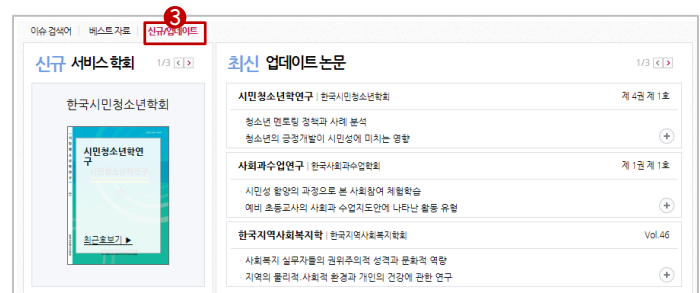 3
이슈 검색어 베스트 자료 신규/업데이트
신규 서비스 학회 1/3 < >
한국시민청소년학회
시민청소년학연
구
최근호보기 ▶
최신 업데이트 논문 1/3 < >
시민청소년학연구 | 한국시민청소년학회 제 4권 제 1호
청소년 멘토링 정책과 사례 분석
청소년의 긍정개발이 시민성에 미치는 영향
사회과수업연구 | 한국사회과수업학회 제 1권 제 1호
시민성 함양의 과정으로 본 사회참여 체험학습
예비 초등교사의 사회과 수업지도안에 나타난 활동 유형
한국지역사회복지학 | 한국지역사회복지학회 Vol.46
사회복지 실무자들의 권위주의적 성격과 문화적 역량
지역의 물리적.사회적 환경과 개인의 건강에 관한 연구